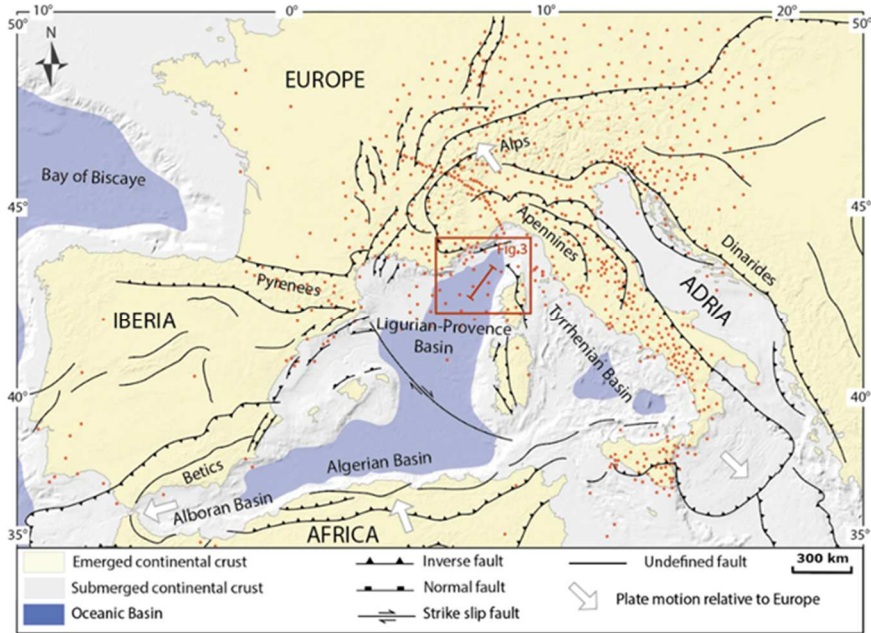 10° 0° 10° 20°
50° 50°
N
EUROPE
Alps
Bay of Biscaye
45° 45°
Apennines
Fig.3
Dinarides
Pyrenees
ADRIA
IBERIA
Ligurian-Provence
Basin
Tyrrhenian Basin
40° 40°
Betics
Algerian Basin
Alboran Basin
AFRICA
35° 35°
Emerged continental crust
Submerged continental crust
Oceanic Basin
Inverse fault
Normal fault
Strike slip fault
Undefined fault
300 km
Plate motion relative to Europe